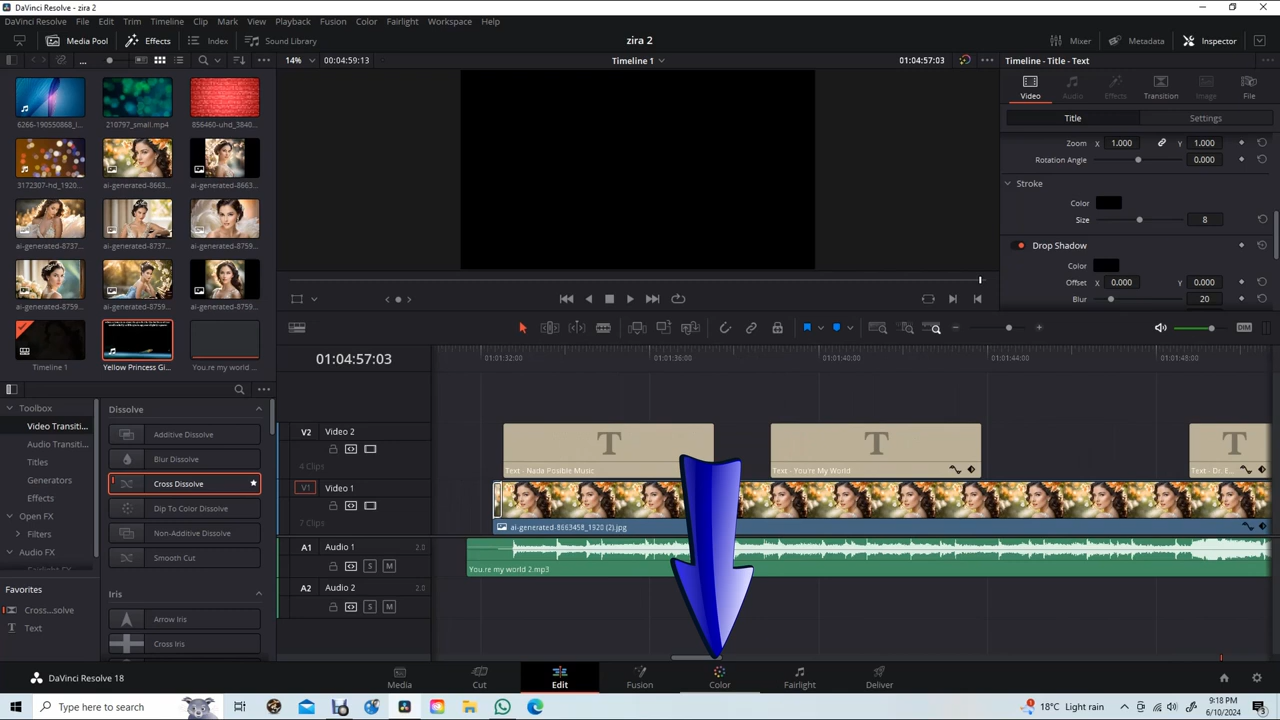 DaVinci Resolve - zira 2
DaVinci Resolve File Edit Trim Timeline Clip Mark View Playback Fusion Color Fairlight Workspace Help
Media Pool Effects Index Sound Library zira 2 Mixer Metadata Inspector
14% 00:04:59:13 Timeline 1 01:04:57:03 Timeline - Title - Text
Video Audio Effects Transition Image File
6266-190550868_l... 210797_small.mp4 856460-uhd_3840...
Title Settings
Zoom X 1.000 Y 1.000
Rotation Angle 0.000
3172307-hd_1920... ai-generated-8663... ai-generated-8663...
Stroke
Color
Size 8
ai-generated-8737... ai-generated-8737... ai-generated-8759...
Drop Shadow
Color
Offset 0.000 0.000
Blur 20
ai-generated-8759... ai-generated-8759... ai-generated-8759...
DIM
Timeline 1 Yellow Princess Gi... You.re my world ...
01:04:57:03
01:01:32:00 01:01:36:00 01:01:40:00 01:01:44:00 01:01:48:00
Toolbox
Video Transiti...
Audio Transiti...
Titles
Generators
Effects
Open FX
Filters
Audio FX
Favorites
Cross...solve
Text
Dissolve
Additive Dissolve
Blur Dissolve
Cross Dissolve
Dip To Color Dissolve
Non-Additive Dissolve
Smooth Cut
Iris
Arrow Iris
Cross Iris
V2 Video 2
4 Clips
T T T
Text - Nada Posible Music Text - You're My World Text - Dr. E...
V1 Video 1
7 Clips
ai-generated-8663458_1920 (2).jpg
A1 Audio 1 2.0
S M
You.re my world 2.mp3
A2 Audio 2 2.0
S M
DaVinci Resolve 18
Media Cut Edit Fusion Color Fairlight Deliver
Type here to search
18°C Light rain
9:18 PM
6/10/2024
3